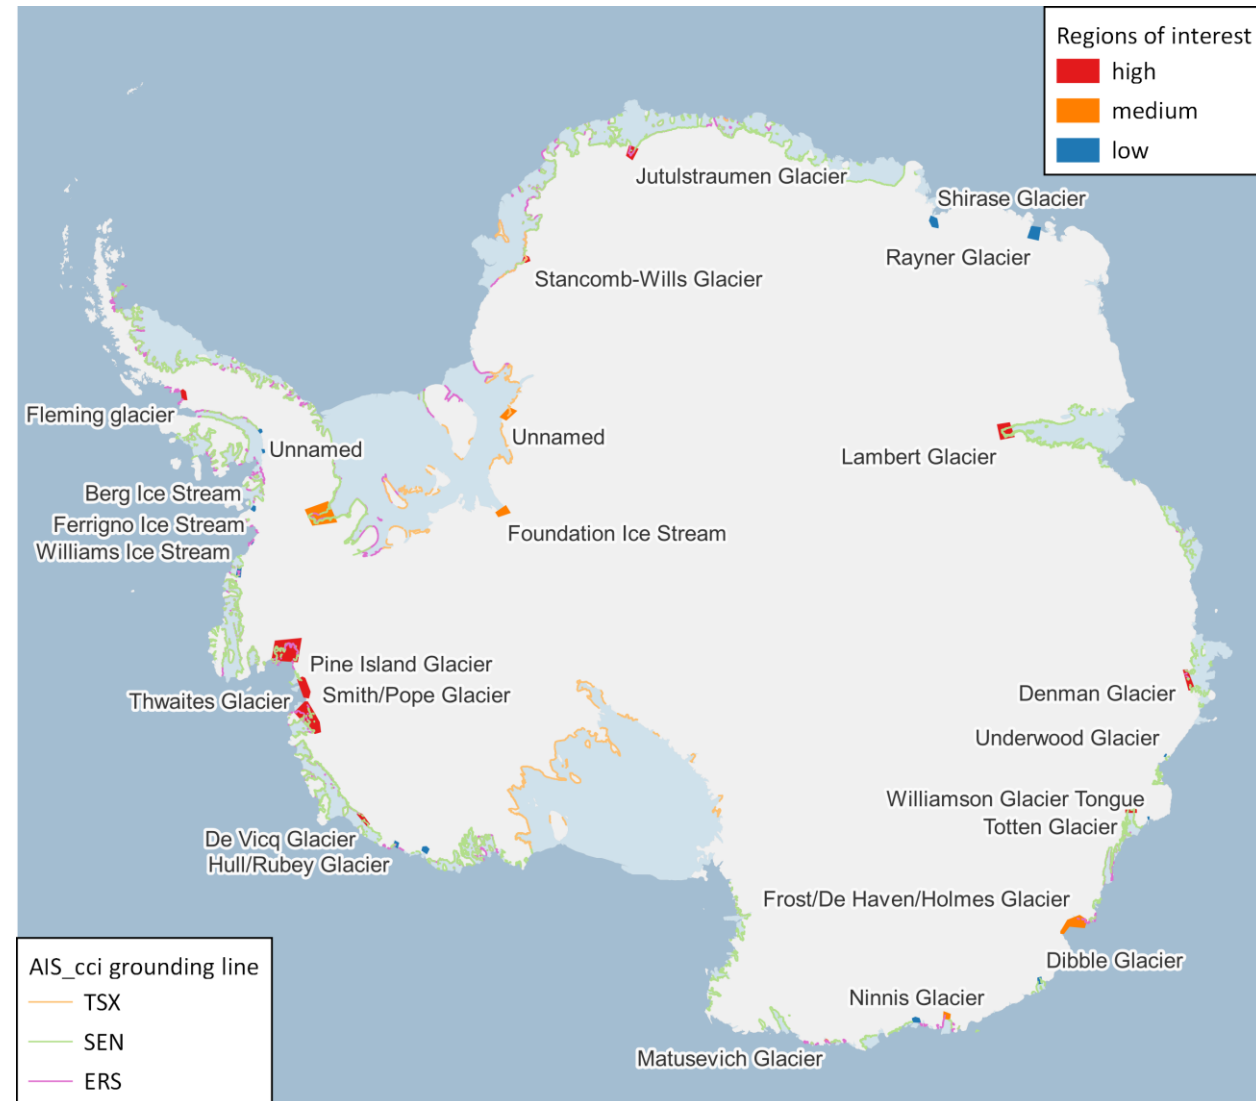 Regions of interest
high
medium
low
Jutulstraumen Glacier
Shirase Glacier
Rayner Glacier
Stancomb-Wills Glacier
Fleming glacier
Unnamed
Unnamed
Lambert Glacier
Berg Ice Stream
Ferrigno Ice Stream
Foundation Ice Stream
Williams Ice Stream
Pine Island Glacier
Smith/Pope Glacier
Thwaites Glacier
Denman Glacier
Underwood Glacier
Williamson Glacier Tongue
Totten Glacier
De Vicq Glacier
Hull/Rubey Glacier
Frost/De Haven/Holmes Glacier
Dibble Glacier
Ninnis Glacier
Matusevich Glacier
AIS_cci grounding line
TSX
SEN
ERS